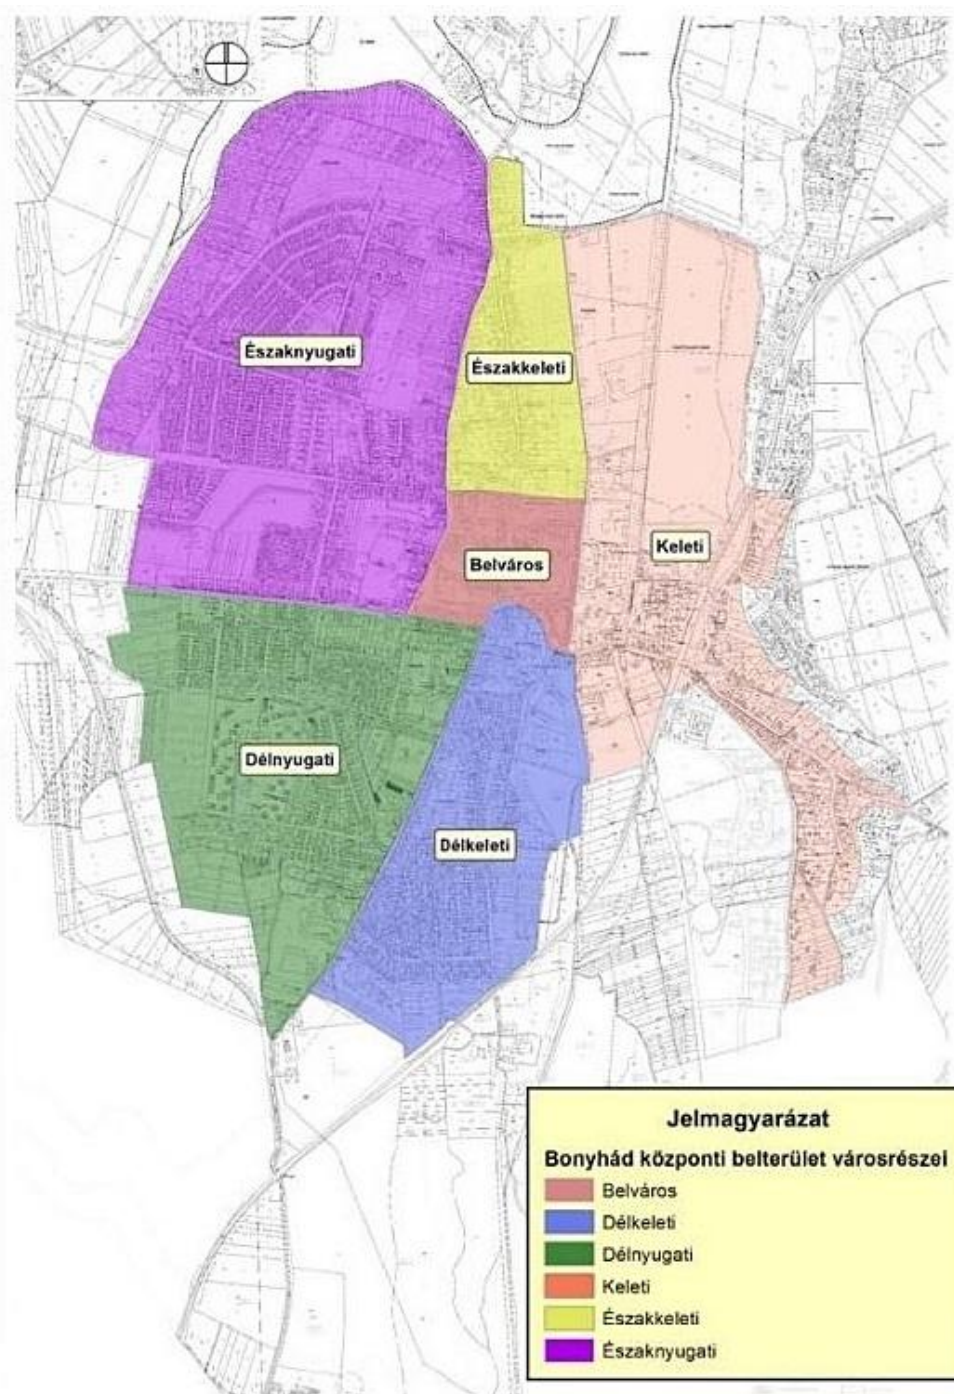 Északnyugati
Északkeleti
Keleti
Belváros
Délnyugati
Délkeleti
Jelmagyarázat
Bonyhád központi belterület városrészei
Belváros
Délkeleti
Délnyugati
Keleti
Északkeleti
Északnyugati